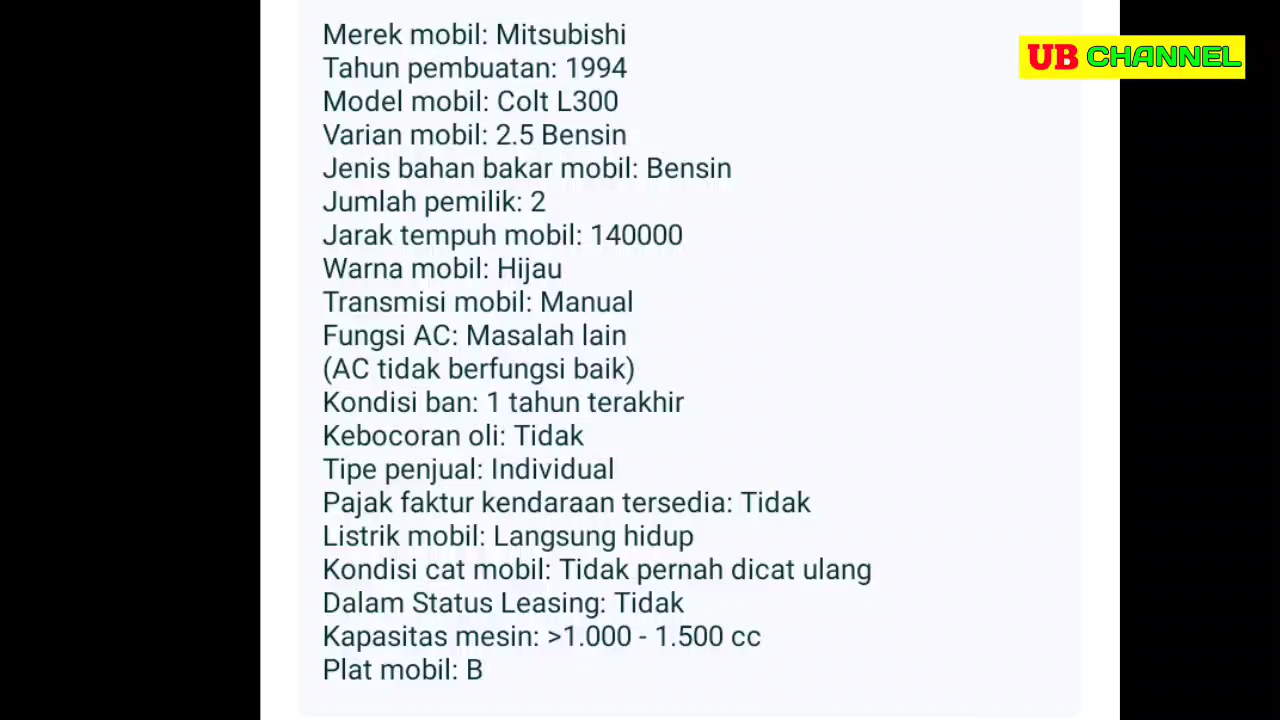 Merek mobil: Mitsubishi
Tahun pembuatan: 1994
Model mobil: Colt L300
Varian mobil: 2.5 Bensin
Jenis bahan bakar mobil: Bensin
Jumlah pemilik: 2
Jarak tempuh mobil: 140000
Warna mobil: Hijau
Transmisi mobil: Manual
Fungsi AC: Masalah lain
(AC tidak berfungsi baik)
Kondisi ban: 1 tahun terakhir
Kebocoran oli: Tidak
Tipe penjual: Individual
Pajak faktur kendaraan tersedia: Tidak
Listrik mobil: Langsung hidup
Kondisi cat mobil: Tidak pernah dicat ulang
Dalam Status Leasing: Tidak
Kapasitas mesin: >1.000 - 1.500 cc
Plat mobil: B
UB CHANNEL